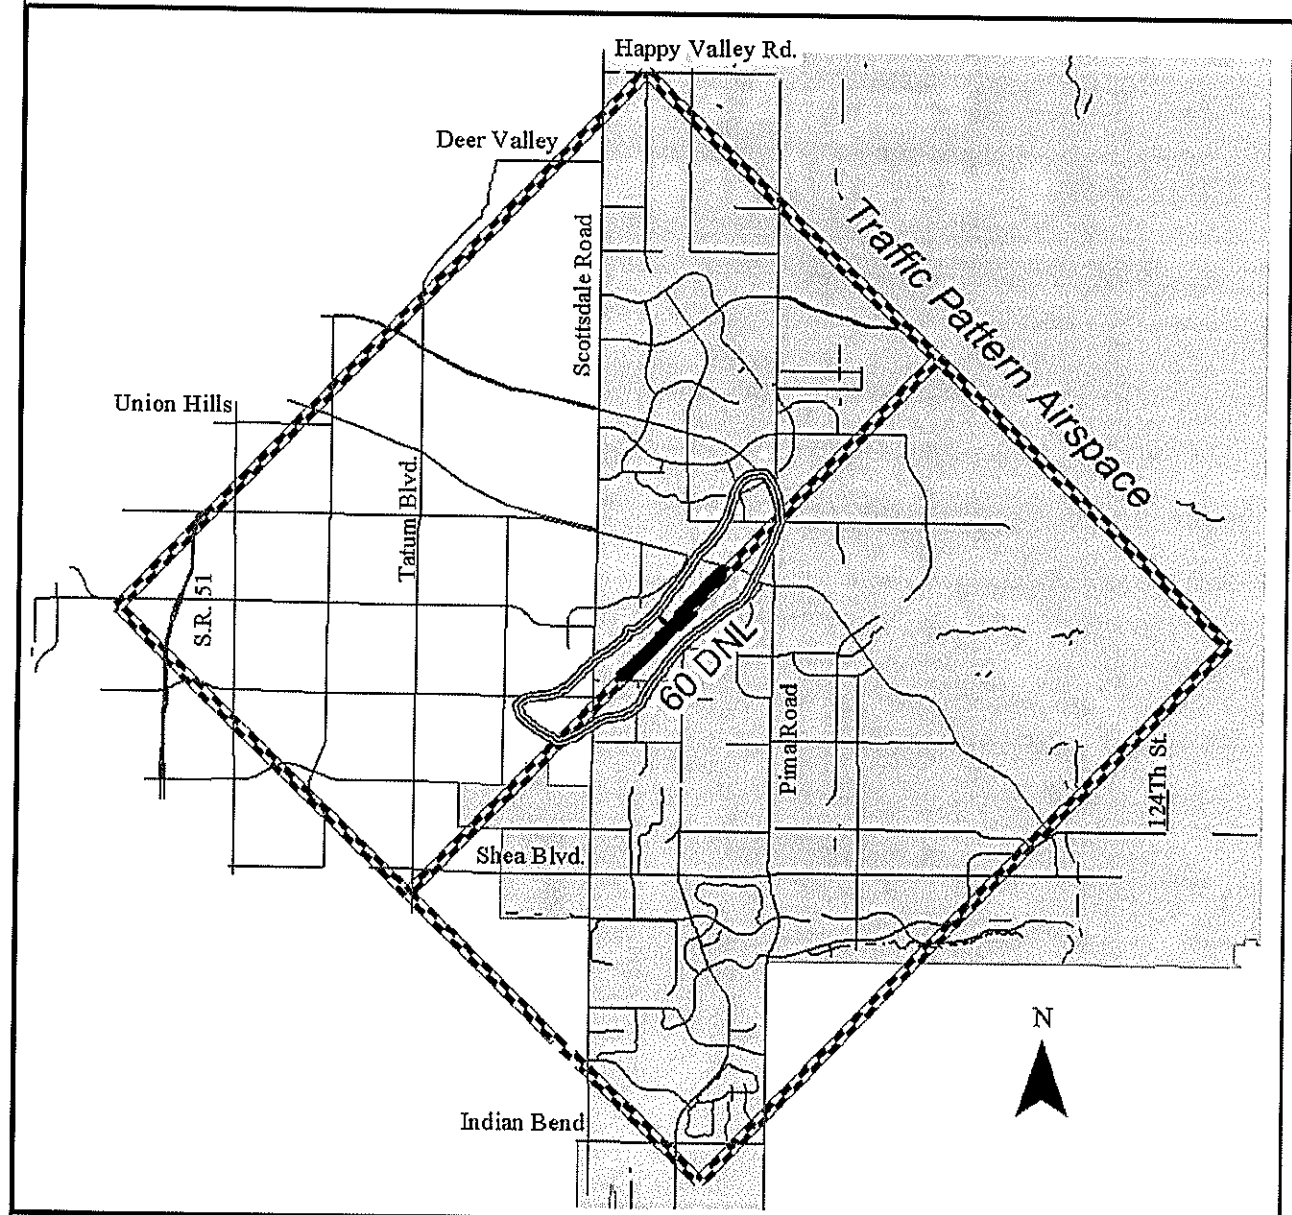 Happy Valley Rd.
Deer Valley
Scottsdale Road
Traffic Pattern Airspace
Union Hills
Tatum Blvd.
S.R. 51
60 DNL
Pima Road
124Th St.
Shea Blvd.
N
Indian Bend